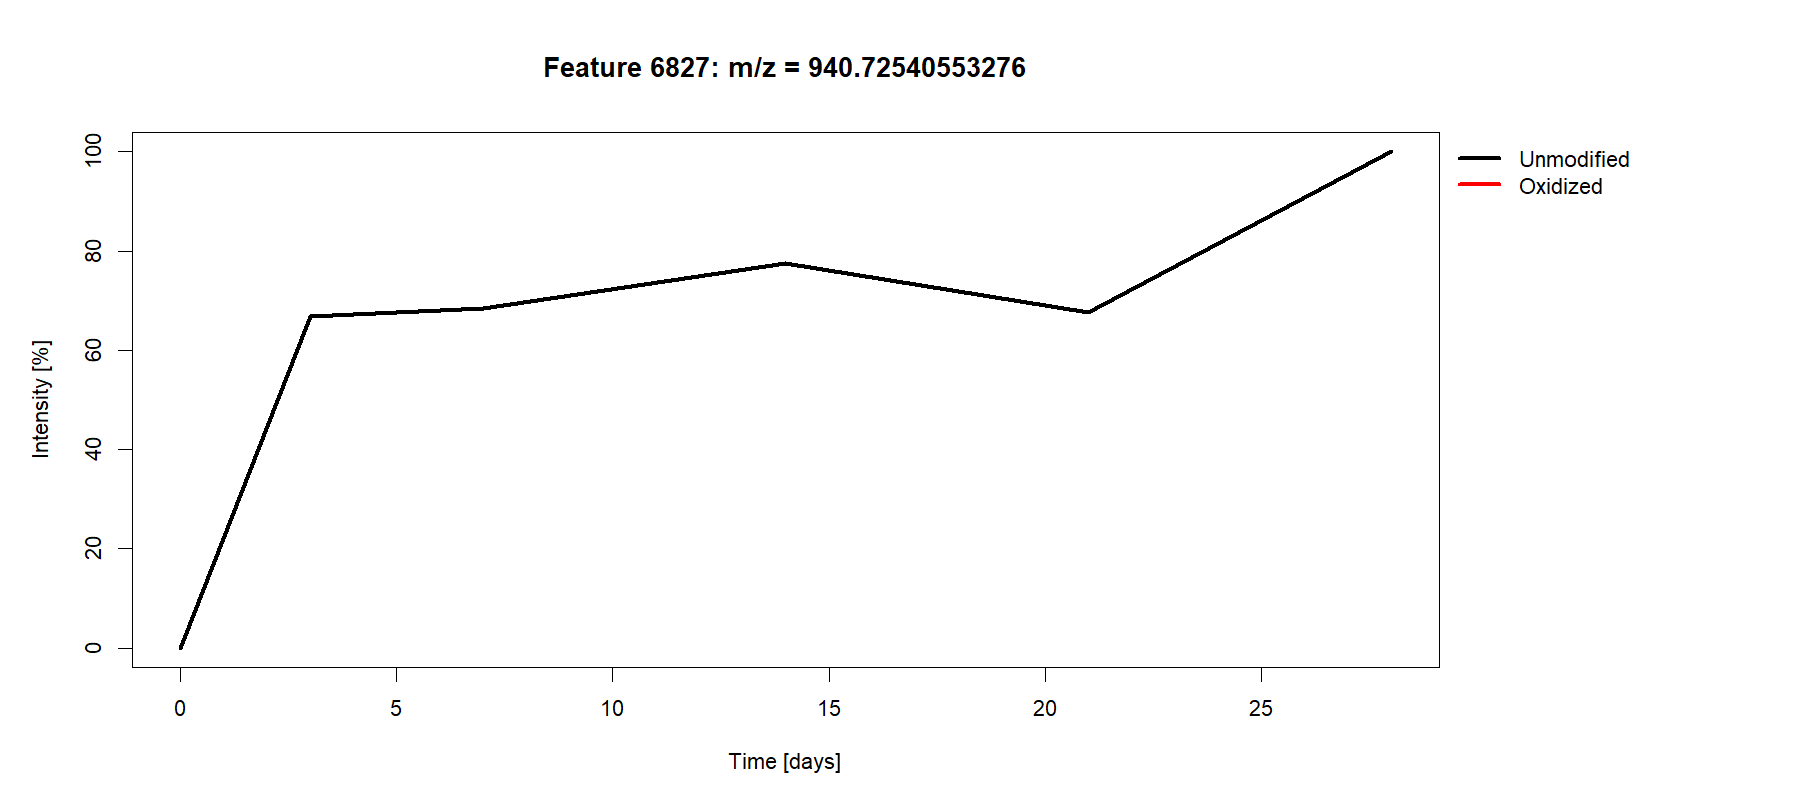 Feature 6827: m/z = 940.72540553276
Unmodified
Oxidized
Intensity [%]
100
80
60
40
20
0
0 5 10 15 20 25
Time [days]